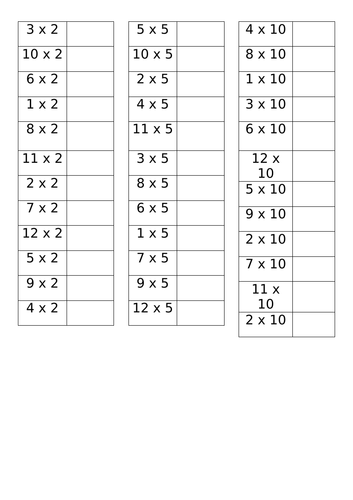 3 x 2
10 x 2
6 x 2
1 x 2
8 x 2
11 x 2
2 x 2
7 x 2
12 x 2
5 x 2
9 x 2
4 x 2
5 x 5
10 x 5
2 x 5
4 x 5
11 x 5
3 x 5
8 x 5
6 x 5
1 x 5
7 x 5
9 x 5
12 x 5
4 x 10
8 x 10
1 x 10
3 x 10
6 x 10
12 x
10
5 x 10
9 x 10
2 x 10
7 x 10
11 x
10
2 x 10